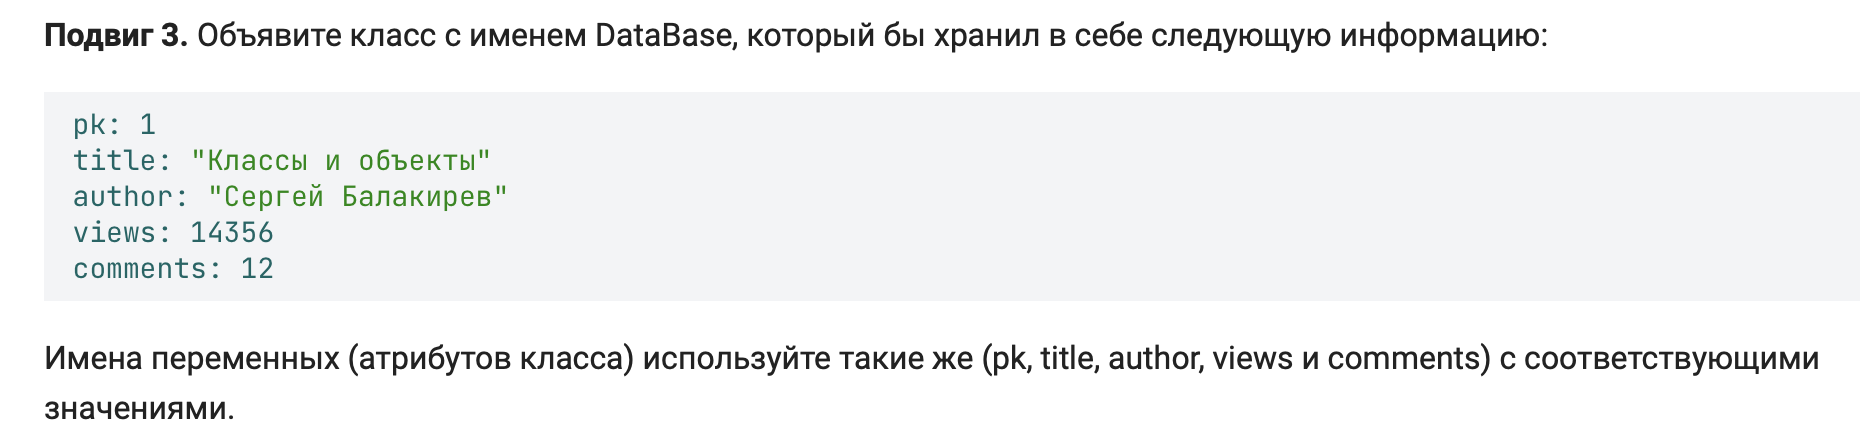 Подвиг 3. Объявите класс с именем DataBase, который бы хранил в себе следующую информацию:
pk: 1
title: "Классы и объекты"
author: "Сергей Балакирев"
views: 14356
comments: 12
Имена переменных (атрибутов класса) используйте такие же (pk, title, author, views и comments) с соответствующими
значениями.